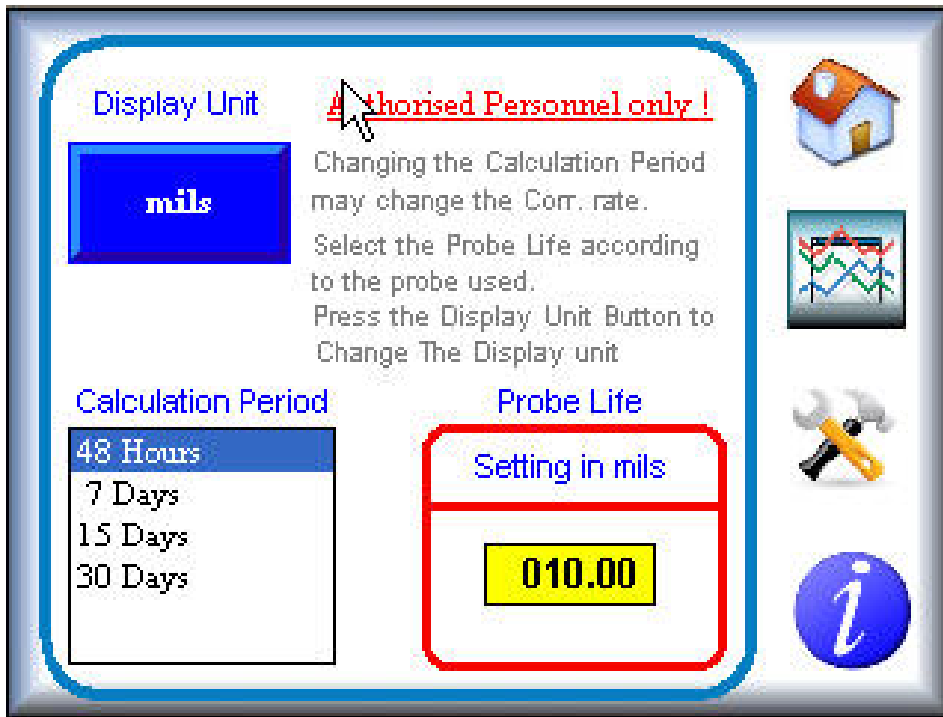 Display Unit
Authorised Personnel only !
mils
Changing the Calculation Period
may change the Corr. rate.
Select the Probe Life according
to the probe used.
Press the Display Unit Button to
Change The Display unit
Calculation Period
48 Hours
7 Days
15 Days
30 Days
Probe Life
Setting in mils
010.00
i